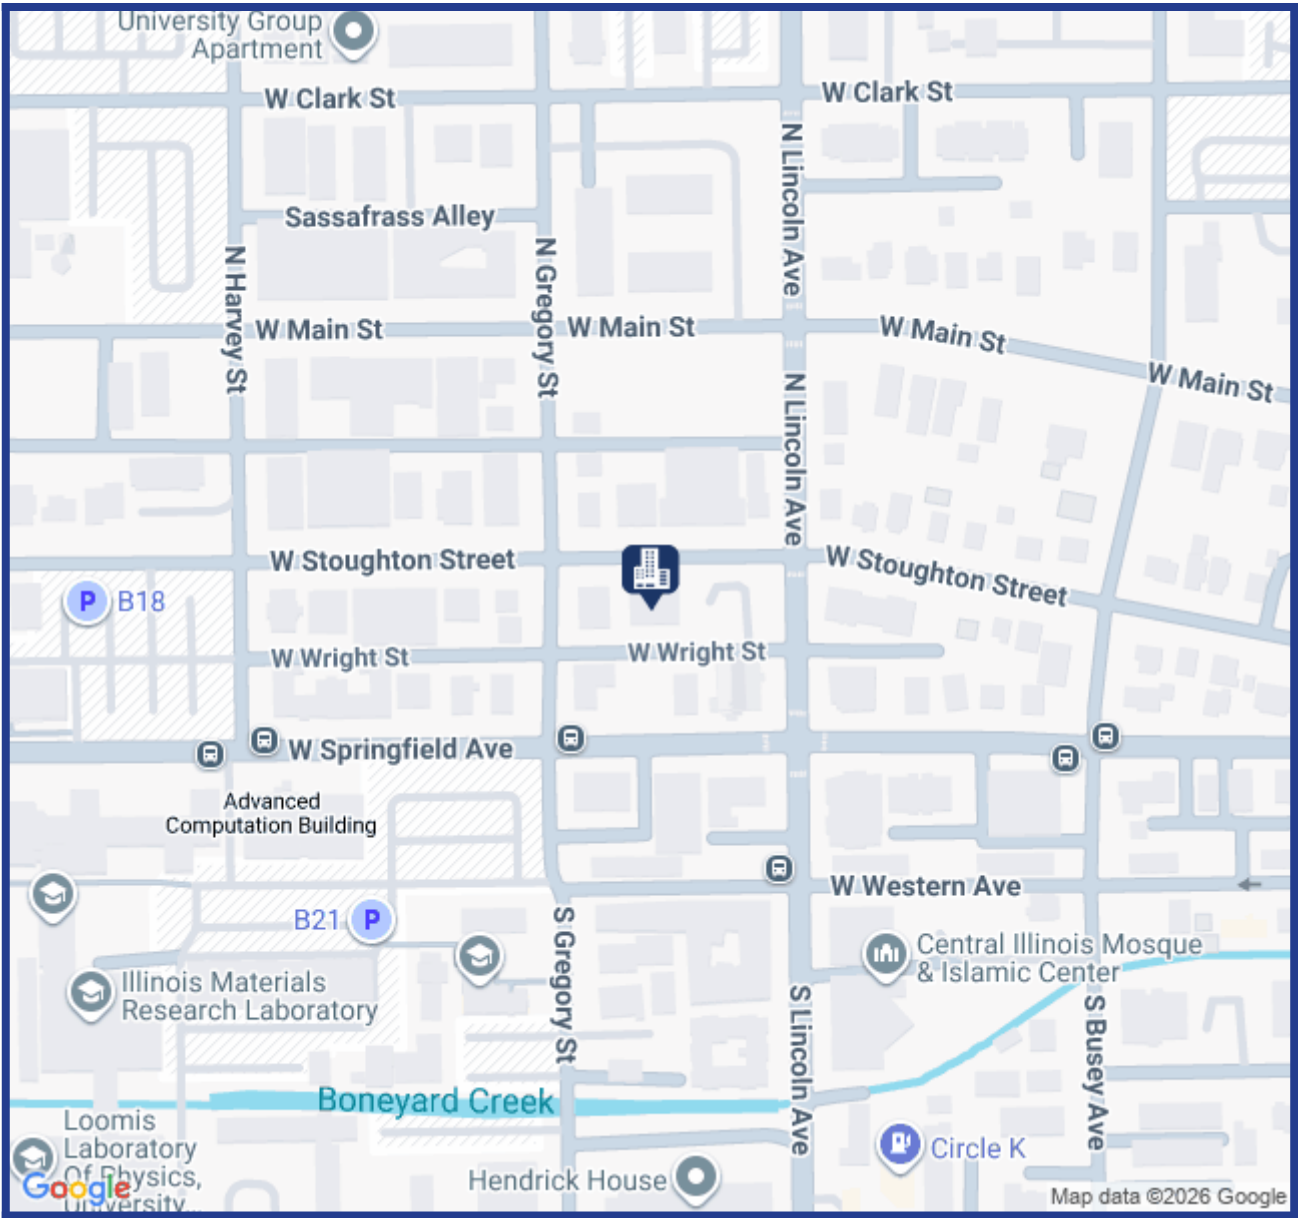 University Group
Apartment
W Clark St
W Clark St
N Lincoln Ave
Sassafrass Alley
N Harvey St
N Gregory St
W Main St
W Main St
W Main St
W Main St
N Lincoln Ave
W Stoughton Street
W Stoughton Street
P
B18
W Wright St
W Wright St
W Springfield Ave
Advanced
Computation Building
W Western Ave
B21
P
S Gregory St
Central Illinois Mosque
& Islamic Center
Illinois Materials
Research Laboratory
S Lincoln Ave
S Busey Ave
Boneyard Creek
Loomis
Laboratory
Of Physics,
University...
Circle K
Hendrick House
Google
Map data ©2026 Google